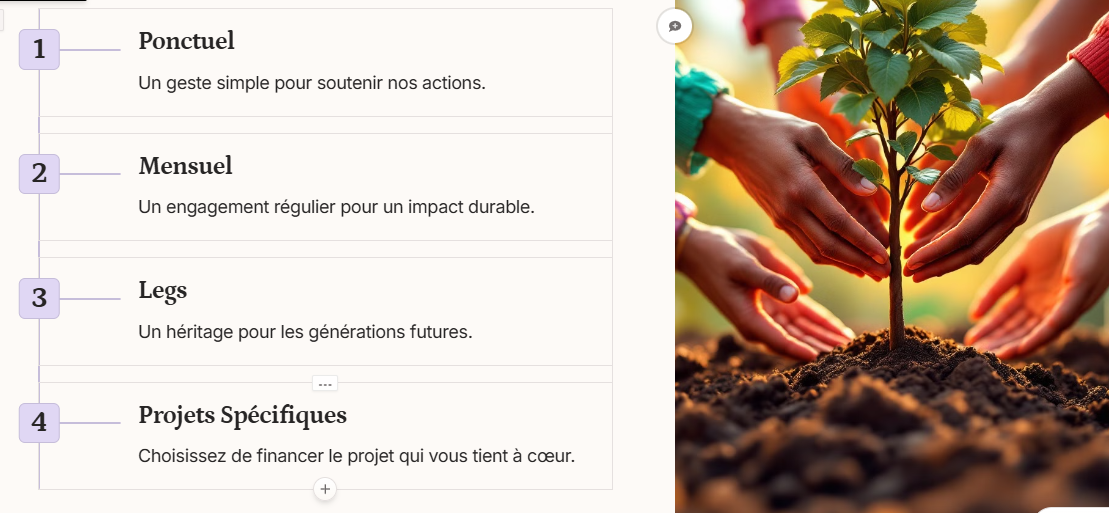 1
Ponctuel
Un geste simple pour soutenir nos actions.
2
Mensuel
Un engagement régulier pour un impact durable.
3
Legs
Un héritage pour les générations futures.
4
Projets Spécifiques
Choisissez de financer le projet qui vous tient à cœur.